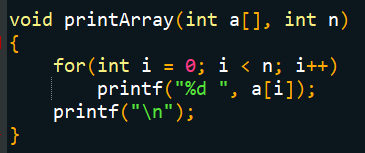 void printArray(int a[], int n)
{
    for(int i = 0; i < n; i++)
        printf("%d ", a[i]);
    printf("\n");
}